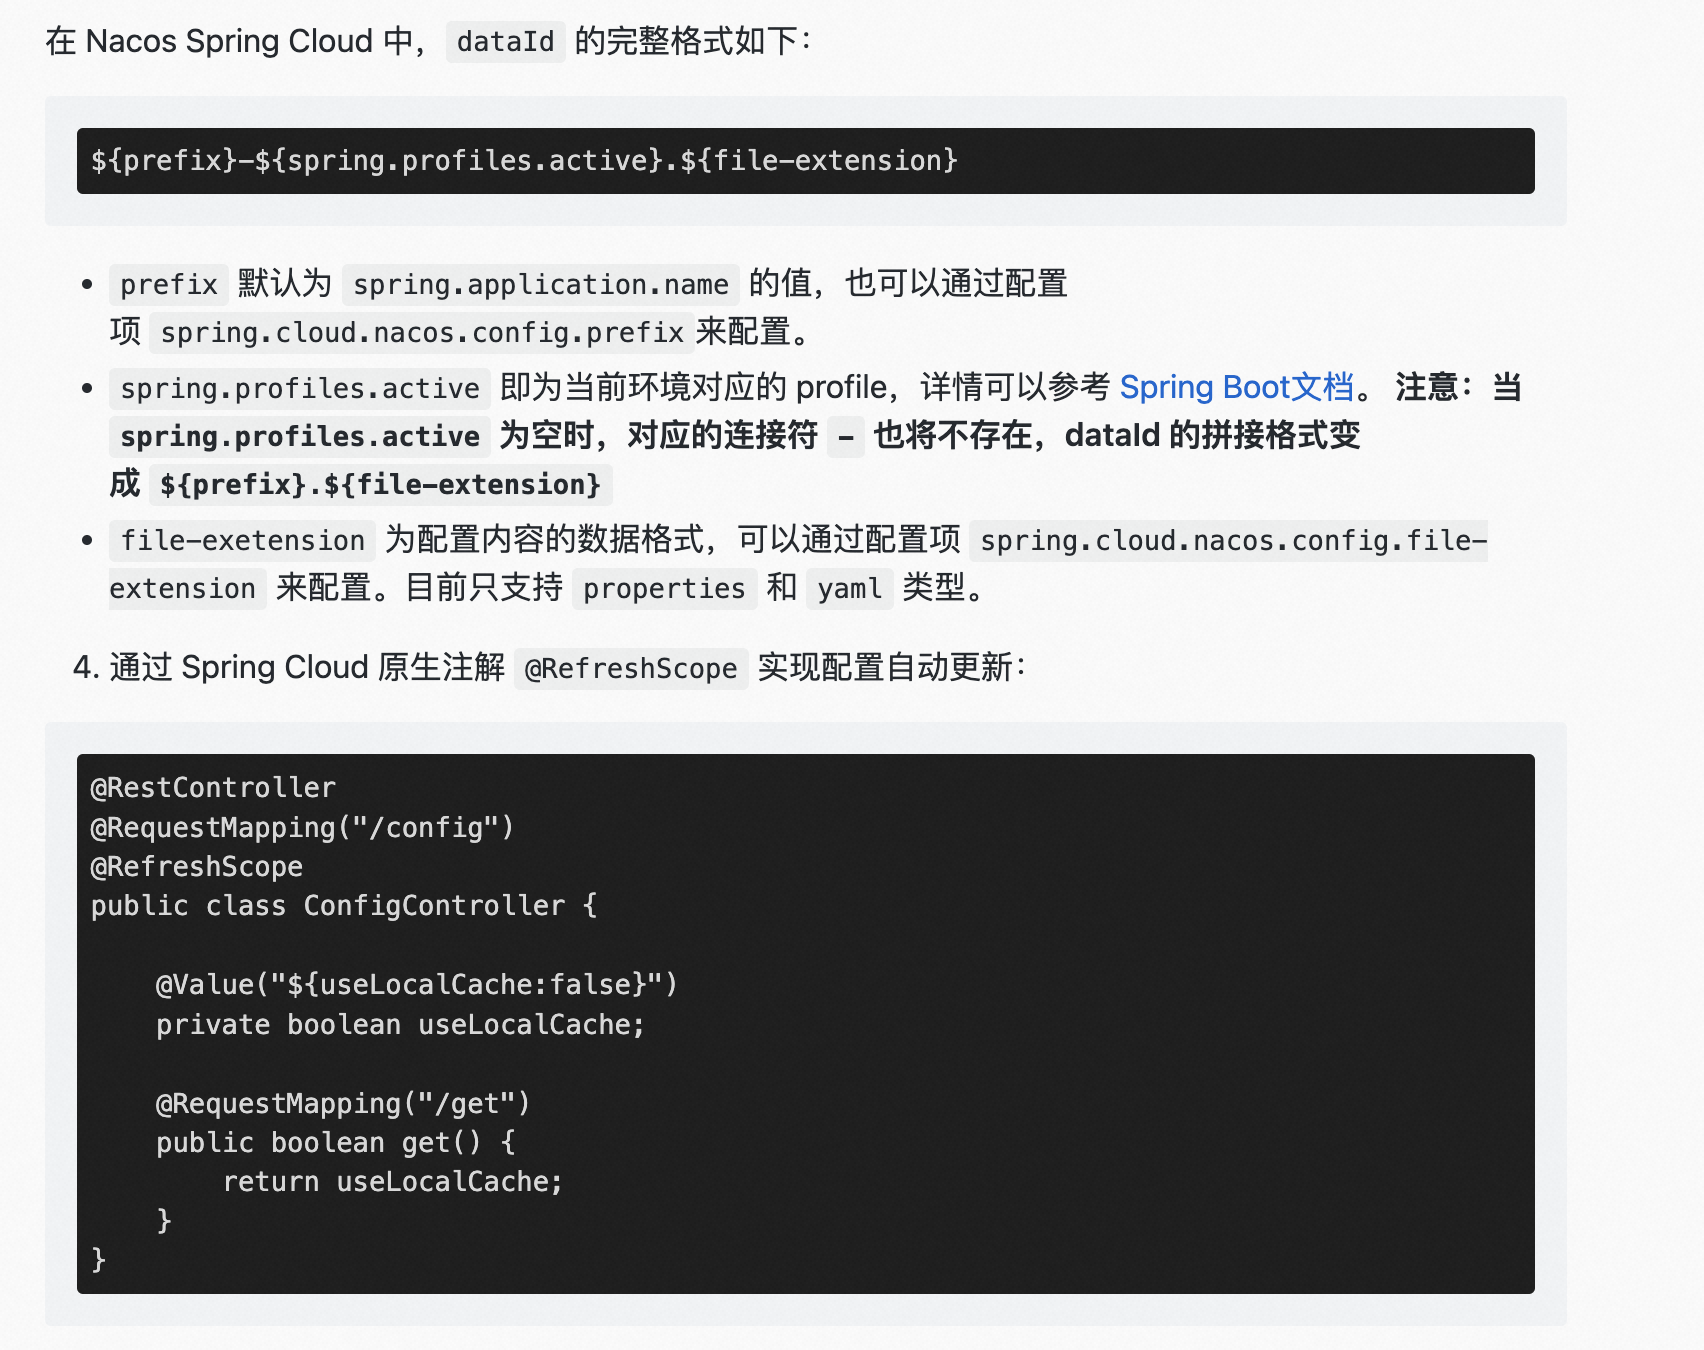 在 Nacos Spring Cloud 中，dataId 的完整格式如下：
${prefix}-${spring.profiles.active}.${file-extension}
• prefix 默认为 spring.application.name 的值，也可以通过配置
项 spring.cloud.nacos.config.prefix来配置。
• spring.profiles.active 即为当前环境对应的 profile，详情可以参考 Spring Boot文档。 注意：当
spring.profiles.active 为空时，对应的连接符 - 也将不存在，dataId 的拼接格式变
成 ${prefix}.${file-extension}
• file-exetension 为配置内容的数据格式，可以通过配置项 spring.cloud.nacos.config.file-
extension 来配置。目前只支持 properties 和 yaml 类型。
4. 通过 Spring Cloud 原生注解 @RefreshScope 实现配置自动更新：
@RestController
@RequestMapping("/config")
@RefreshScope
public class ConfigController {
    @Value("${useLocalCache:false}")
    private boolean useLocalCache;
    @RequestMapping("/get")
    public boolean get() {
        return useLocalCache;
    }
}